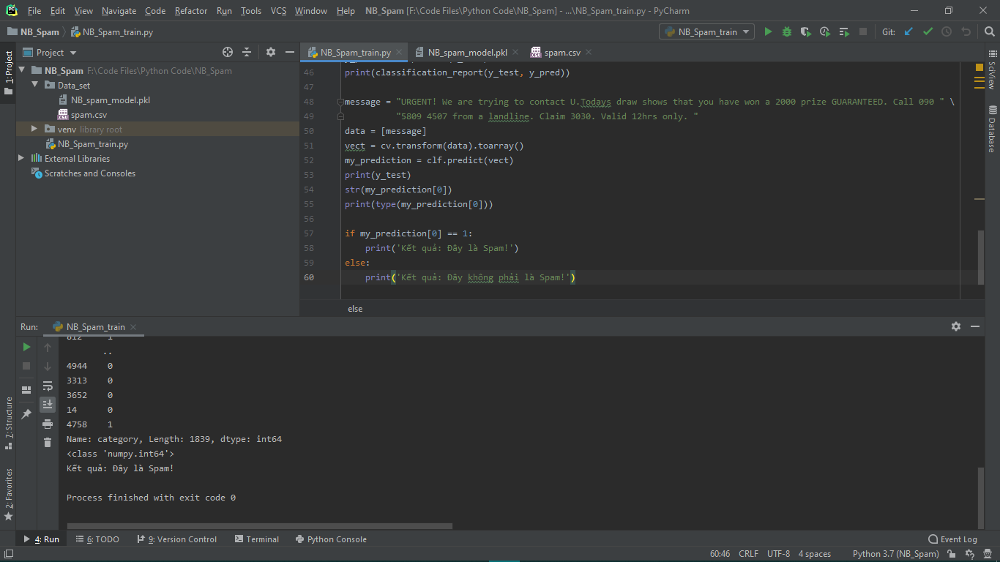 File Edit View Navigate Code Refactor Run Tools VCS Window Help NB_Spam [F:\Code Files\Python Code\NB_Spam] - ...\NB_Spam_train.py - PyCharm
NB_Spam NB_Spam_train.py NB_Spam_train Git:
1: Project
Project
NB_Spam F:\Code Files\Python Code\NB_Spam
Data_set
NB_spam_model.pkl
spam.csv
venv library root
NB_Spam_train.py
External Libraries
Scratches and Consoles
NB_Spam_train.py NB_spam_model.pkl spam.csv
46 print(classification_report(y_test, y_pred))
47
48 message = "URGENT! We are trying to contact U.Todays draw shows that you have won a 2000 prize GUARANTEED. Call 090 " \
49 "5809 4507 from a landline. Claim 3030. Valid 12hrs only. "
50 data = [message]
51 vect = cv.transform(data).toarray()
52 my_prediction = clf.predict(vect)
53 print(y_test)
54 str(my_prediction[0])
55 print(type(my_prediction[0]))
56
57 if my_prediction[0] == 1:
58 print('Kết quả: Đây là Spam!')
59 else:
60 print('Kết quả: Đây không phải là Spam!')
else
SciView
Database
Run: NB_Spam_train
812 1
..
4944 0
3313 0
3652 0
14 0
4758 1
Name: category, Length: 1839, dtype: int64
<class 'numpy.int64'>
Kết quả: Đây là Spam!
Process finished with exit code 0
7: Structure
2: Favorites
4: Run 6: TODO 9: Version Control Terminal Python Console Event Log
60:46 CRLF UTF-8 4 spaces Python 3.7 (NB_Spam)